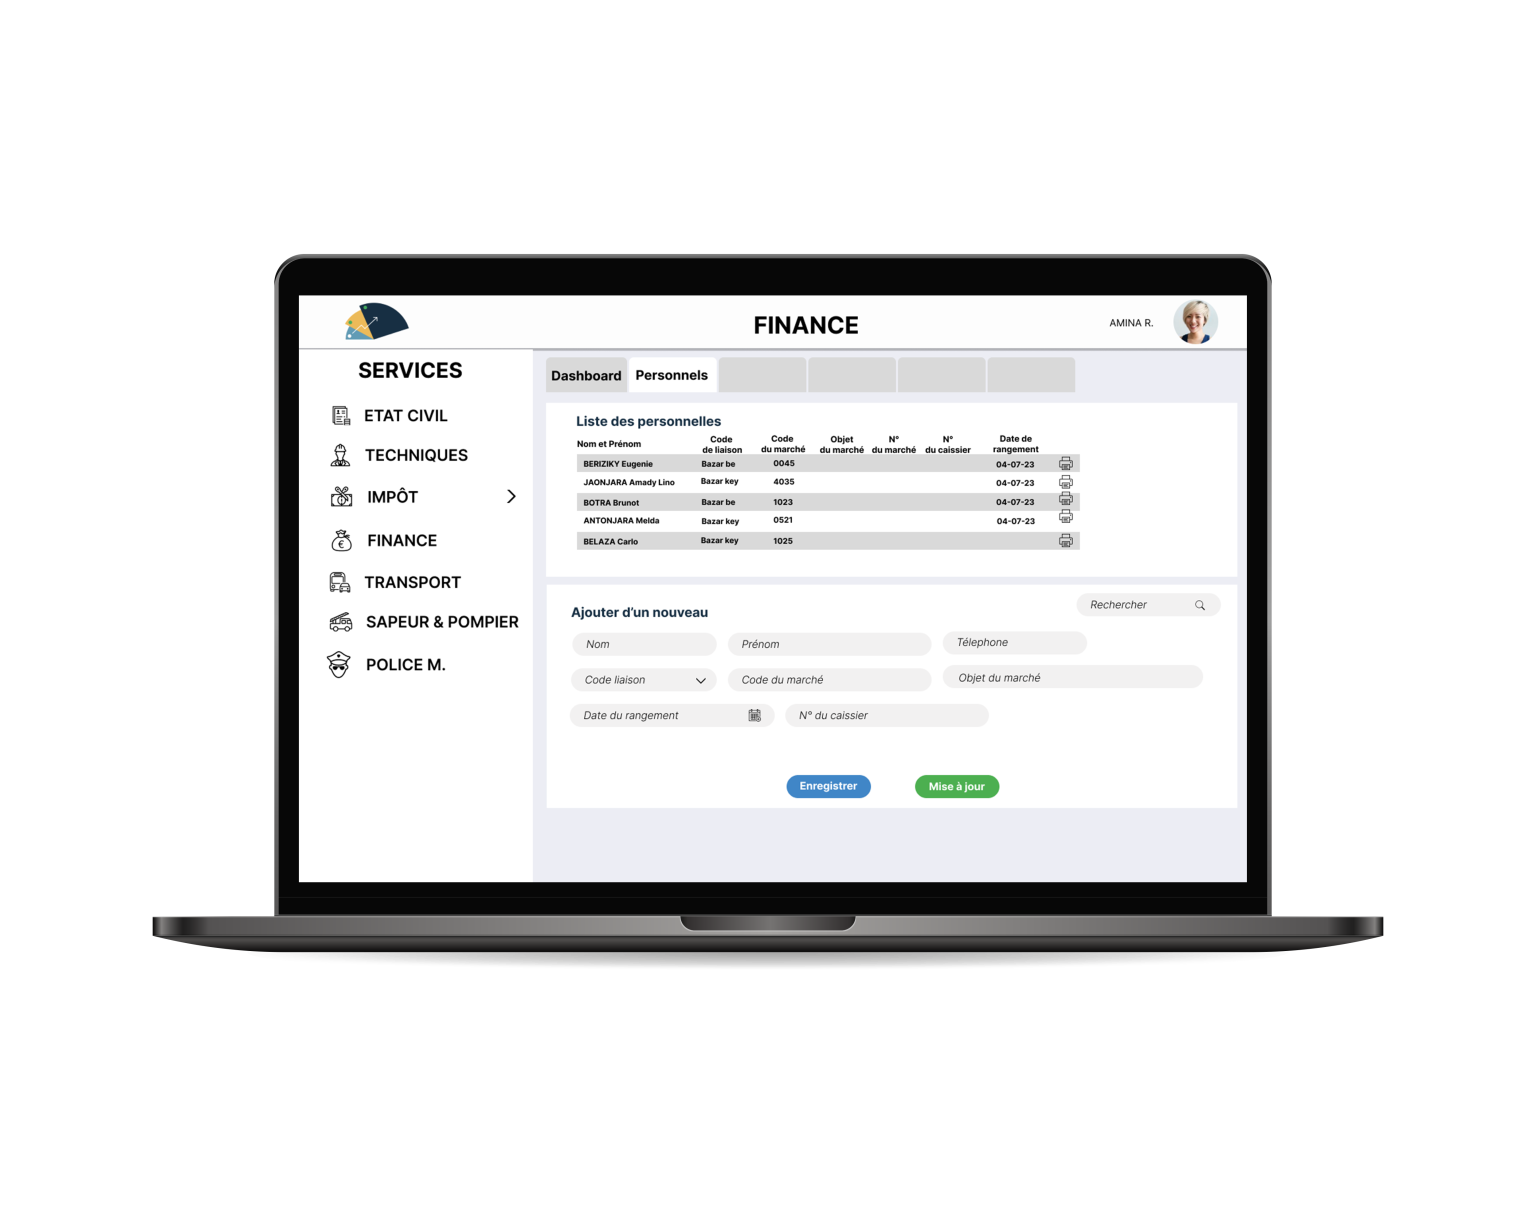 FINANCE
AMINA R.
SERVICES
ETAT CIVIL
TECHNIQUES
IMPÔT
FINANCE
TRANSPORT
SAPEUR & POMPIER
POLICE M.
Dashboard Personnels
Liste des personnelles
Nom et Prénom Code de liaison Code du marché Objet du marché N° du marché N° du caissier Date de rangement
BERIZIKY Eugenie Bazar be 0045 04-07-23
JAONJARA Amady Lino Bazar key 4035 04-07-23
BOTRA Brunot Bazar be 1023 04-07-23
ANTONJARA Melda Bazar key 0521 04-07-23
BELAZA Carlo Bazar key 1025
Rechercher
Ajouter d'un nouveau
Nom Prénom Télephone
Code liaison Code du marché Objet du marché
Date du rangement N° du caissier
Enregistrer Mise à jour